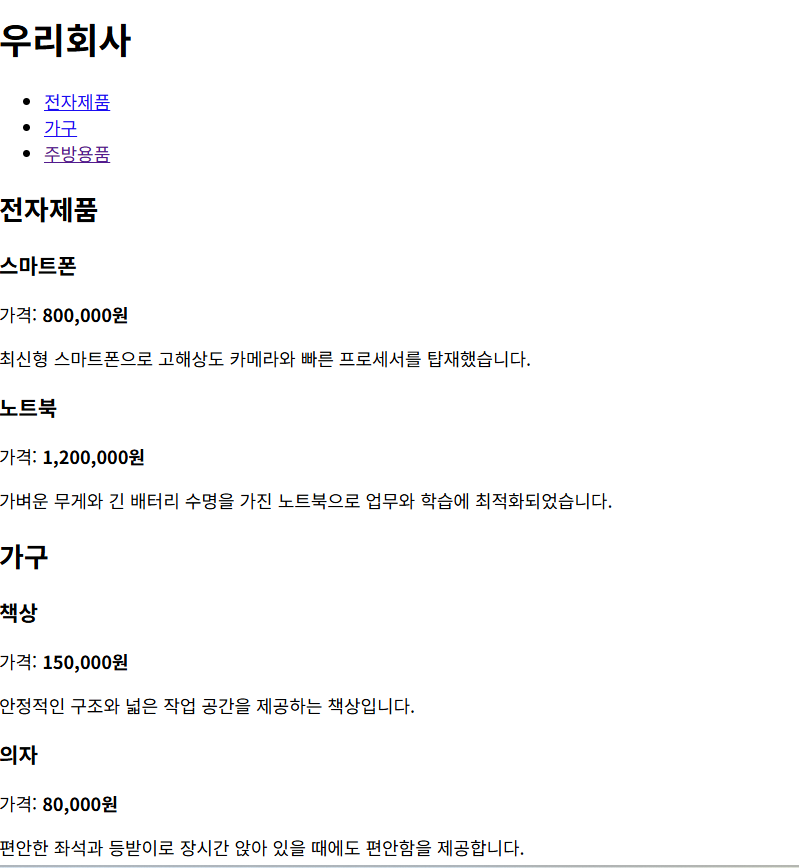 우리회사
전자제품
가구
주방용품
전자제품
스마트폰
가격: 800,000원
최신형 스마트폰으로 고해상도 카메라와 빠른 프로세서를 탑재했습니다.
노트북
가격: 1,200,000원
가벼운 무게와 긴 배터리 수명을 가진 노트북으로 업무와 학습에 최적화되었습니다.
가구
책상
가격: 150,000원
안정적인 구조와 넓은 작업 공간을 제공하는 책상입니다.
의자
가격: 80,000원
편안한 좌석과 등받이로 장시간 앉아 있을 때에도 편안함을 제공합니다.